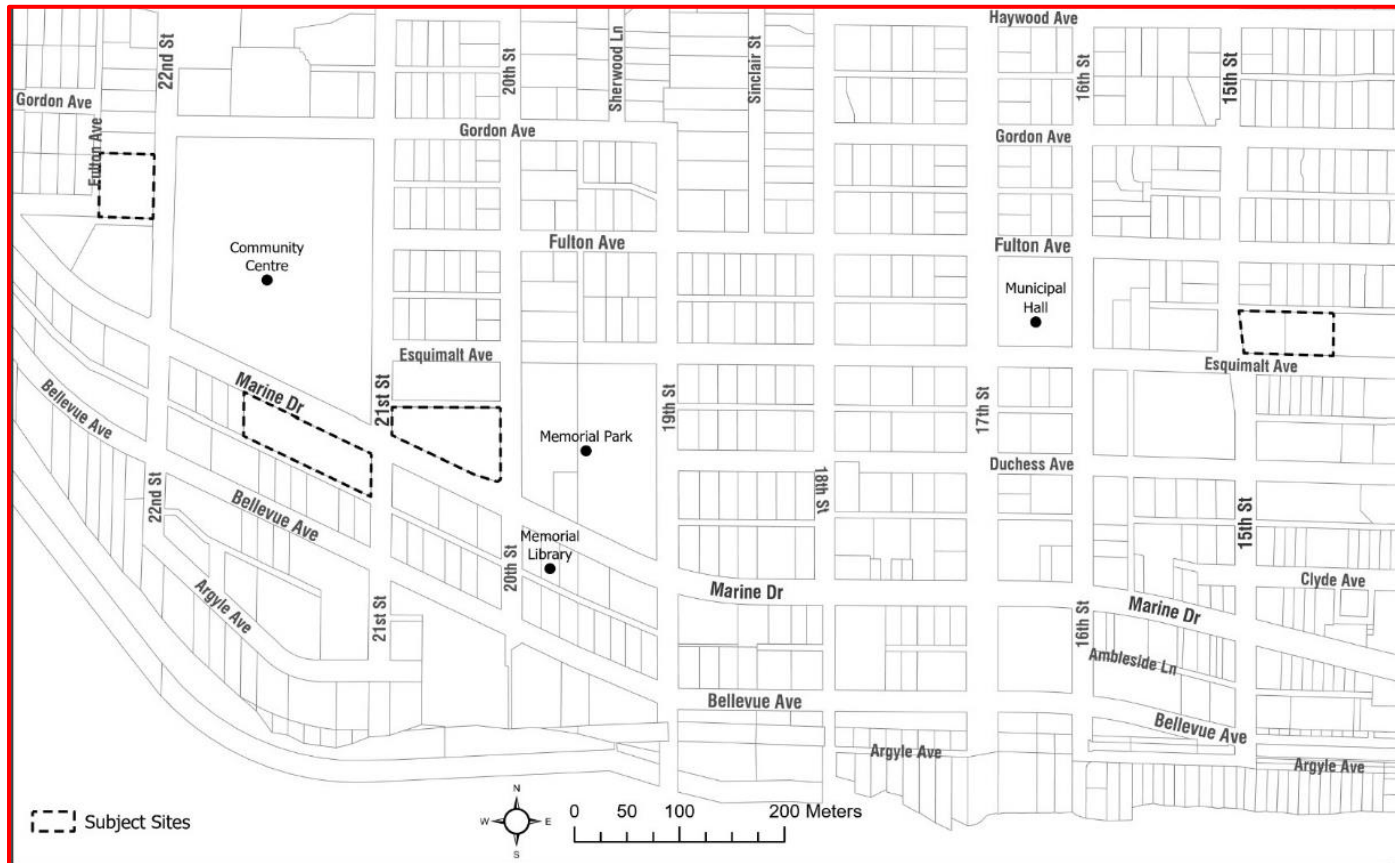 Haywood Ave
22nd St
20th St
Sherwood Ln
Sinclair St
16th St
15th St
Gordon Ave
Gordon Ave
Gordon Ave
Fulton Ave
Community
Centre
Fulton Ave
Fulton Ave
Municipal
Hall
Esquimalt Ave
Esquimalt Ave
Marine Dr
21st St
Bellevue Ave
19th St
17th St
Memorial Park
Duchess Ave
18th St
22nd St
Bellevue Ave
15th St
Memorial
Library
20th St
Clyde Ave
Marine Dr
Marine Dr
Argyle Ave
21st St
16th St
Ambleside Ln
Bellevue Ave
Bellevue Ave
Argyle Ave
Argyle Ave
Subject Sites
N
W E
S
0 50 100 200 Meters